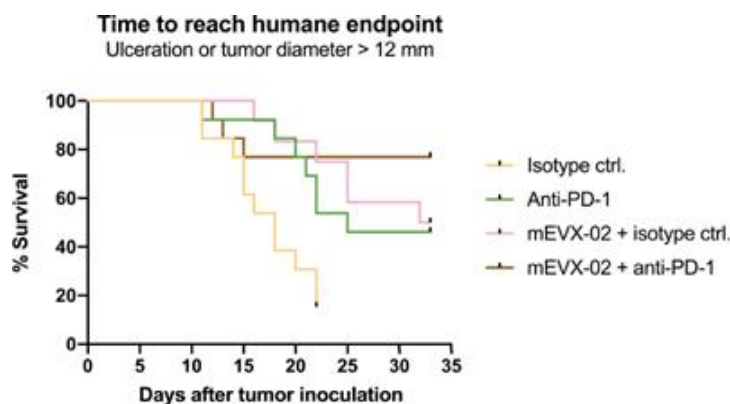 Time to reach humane endpoint
Ulceration or tumor diameter > 12 mm
100
80
60
40
20
0
% Survival
0 5 10 15 20 25 30 35
Days after tumor inoculation
Isotype ctrl.
Anti-PD-1
mEVX-02 + isotype ctrl.
mEVX-02 + anti-PD-1